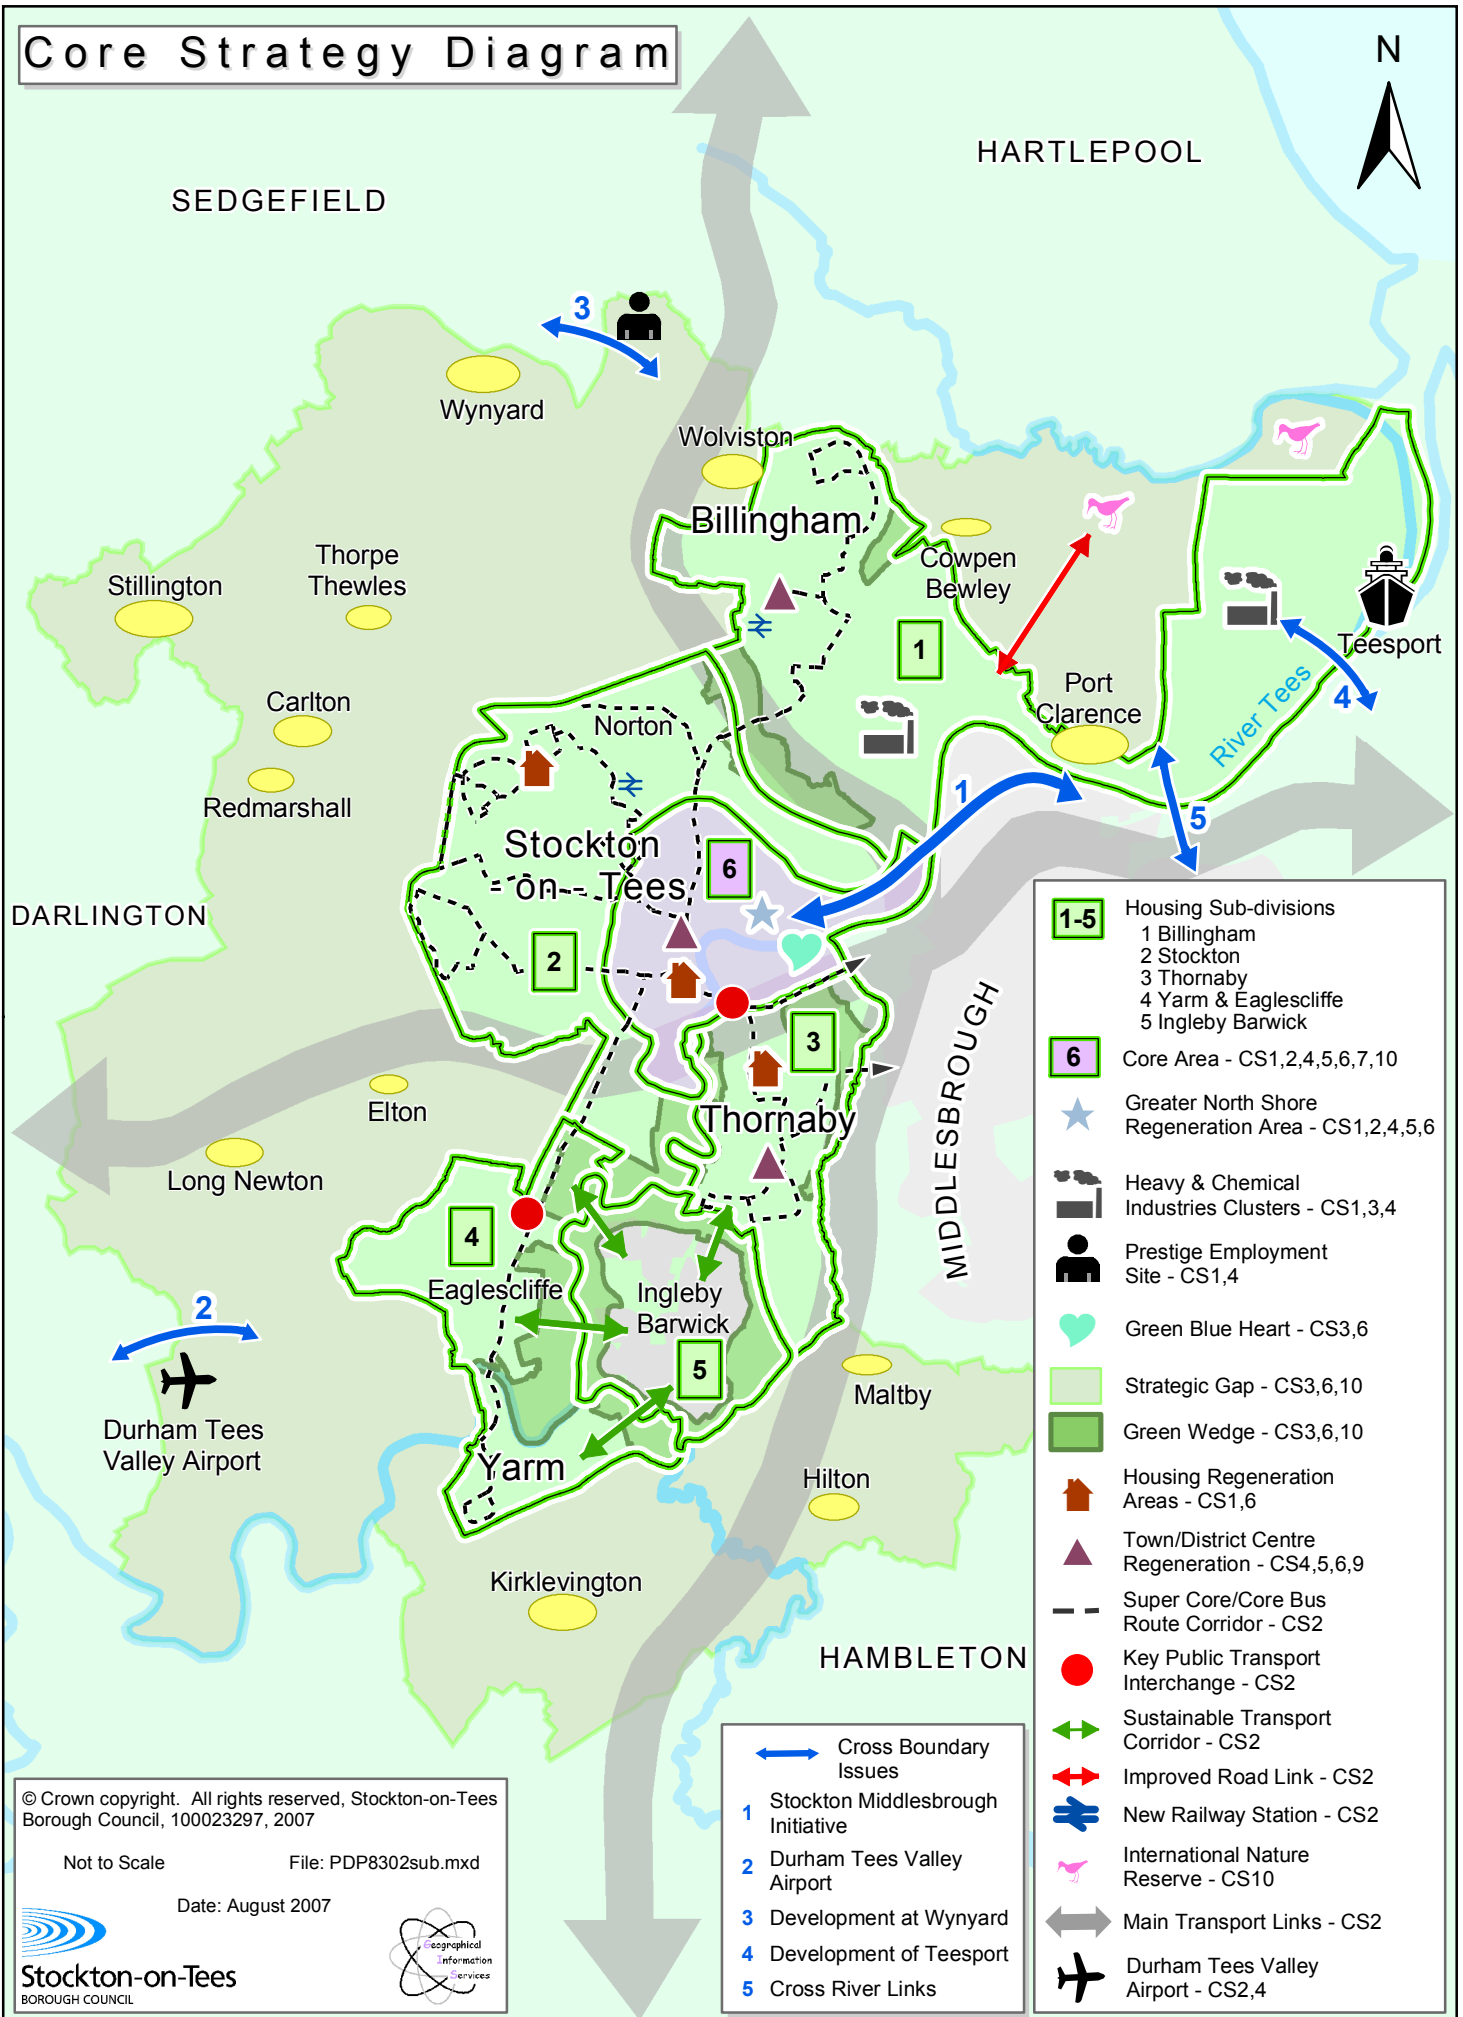 Core Strategy Diagram
N
HARTLEPOOL
SEDGEFIELD
3
Wynyard
Wolviston
Billingham
Cowpen
Bewley
Thorpe
Thewles
Stillington
1
Teesport
Port
Clarence
River Tees
4
Carlton
Norton
Redmarshall
1
5
Stockton
on - Tees
6
DARLINGTON
2
MIDDLESBROUGH
3
Elton
Thornaby
Long Newton
4
Eaglescliffe
Ingleby
Barwick
2
5
Maltby
Durham Tees
Valley Airport
Yarm
Hilton
Kirklevington
HAMBLETON
1-5
Housing Sub-divisions
1 Billingham
2 Stockton
3 Thornaby
4 Yarm & Eaglescliffe
5 Ingleby Barwick
6
Core Area - CS1,2,4,5,6,7,10
Greater North Shore
Regeneration Area - CS1,2,4,5,6
Heavy & Chemical
Industries Clusters - CS1,3,4
Prestige Employment
Site - CS1,4
Green Blue Heart - CS3,6
Strategic Gap - CS3,6,10
Green Wedge - CS3,6,10
Housing Regeneration
Areas - CS1,6
Town/District Centre
Regeneration - CS4,5,6,9
Super Core/Core Bus
Route Corridor - CS2
Key Public Transport
Interchange - CS2
Sustainable Transport
Corridor - CS2
Improved Road Link - CS2
New Railway Station - CS2
International Nature
Reserve - CS10
Main Transport Links - CS2
Durham Tees Valley
Airport - CS2,4
Cross Boundary
Issues
1 Stockton Middlesbrough
Initiative
2 Durham Tees Valley
Airport
3 Development at Wynyard
4 Development of Teesport
5 Cross River Links
© Crown copyright. All rights reserved, Stockton-on-Tees
Borough Council, 100023297, 2007
Not to Scale
File: PDP8302sub.mxd
Date: August 2007
Stockton-on-Tees
BOROUGH COUNCIL
Geographical
Information
Services